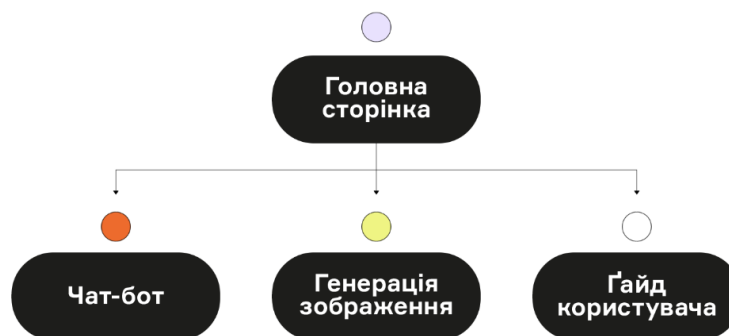 Головна
сторінка
Чат-бот
Генерація
зображення
Ґайд
користувача